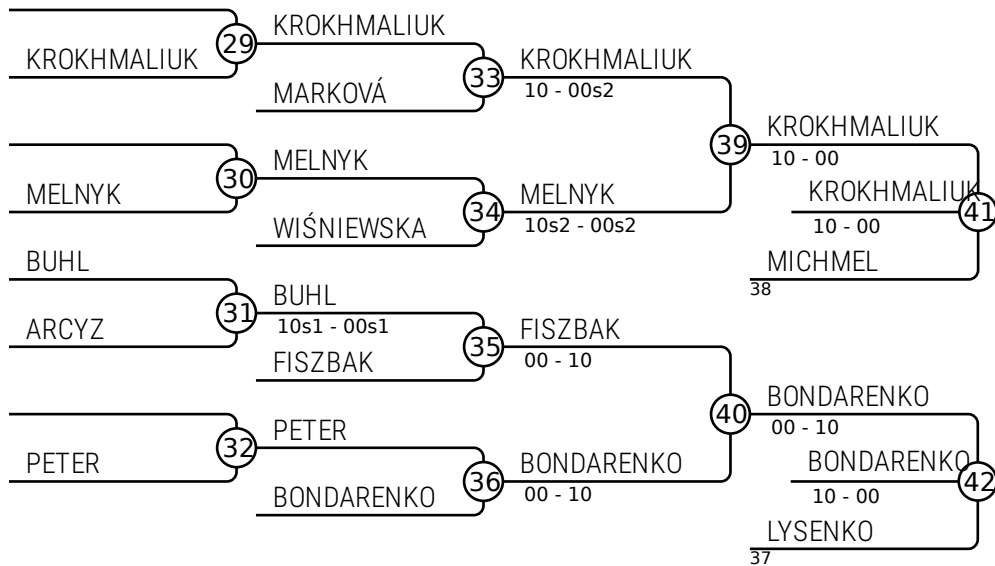 KROKHMALIUK
29
KROKHMALIUK
MARKOVÁ
33
KROKHMALIUK
10 - 00s2
MELNYK
30
MELNYK
WIŚNIEWSKA
34
MELNYK
10s2 - 00s2
39
KROKHMALIUK
10 - 00
KROKHMALIUK
10 - 00
41
MICHMEL
38
BUHL
ARCYZ
31
BUHL
10s1 - 00s1
FISZBAK
35
FISZBAK
00 - 10
PETER
32
PETER
BONDARENKO
36
BONDARENKO
00 - 10
40
BONDARENKO
00 - 10
BONDARENKO
10 - 00
42
LYSENKO
37